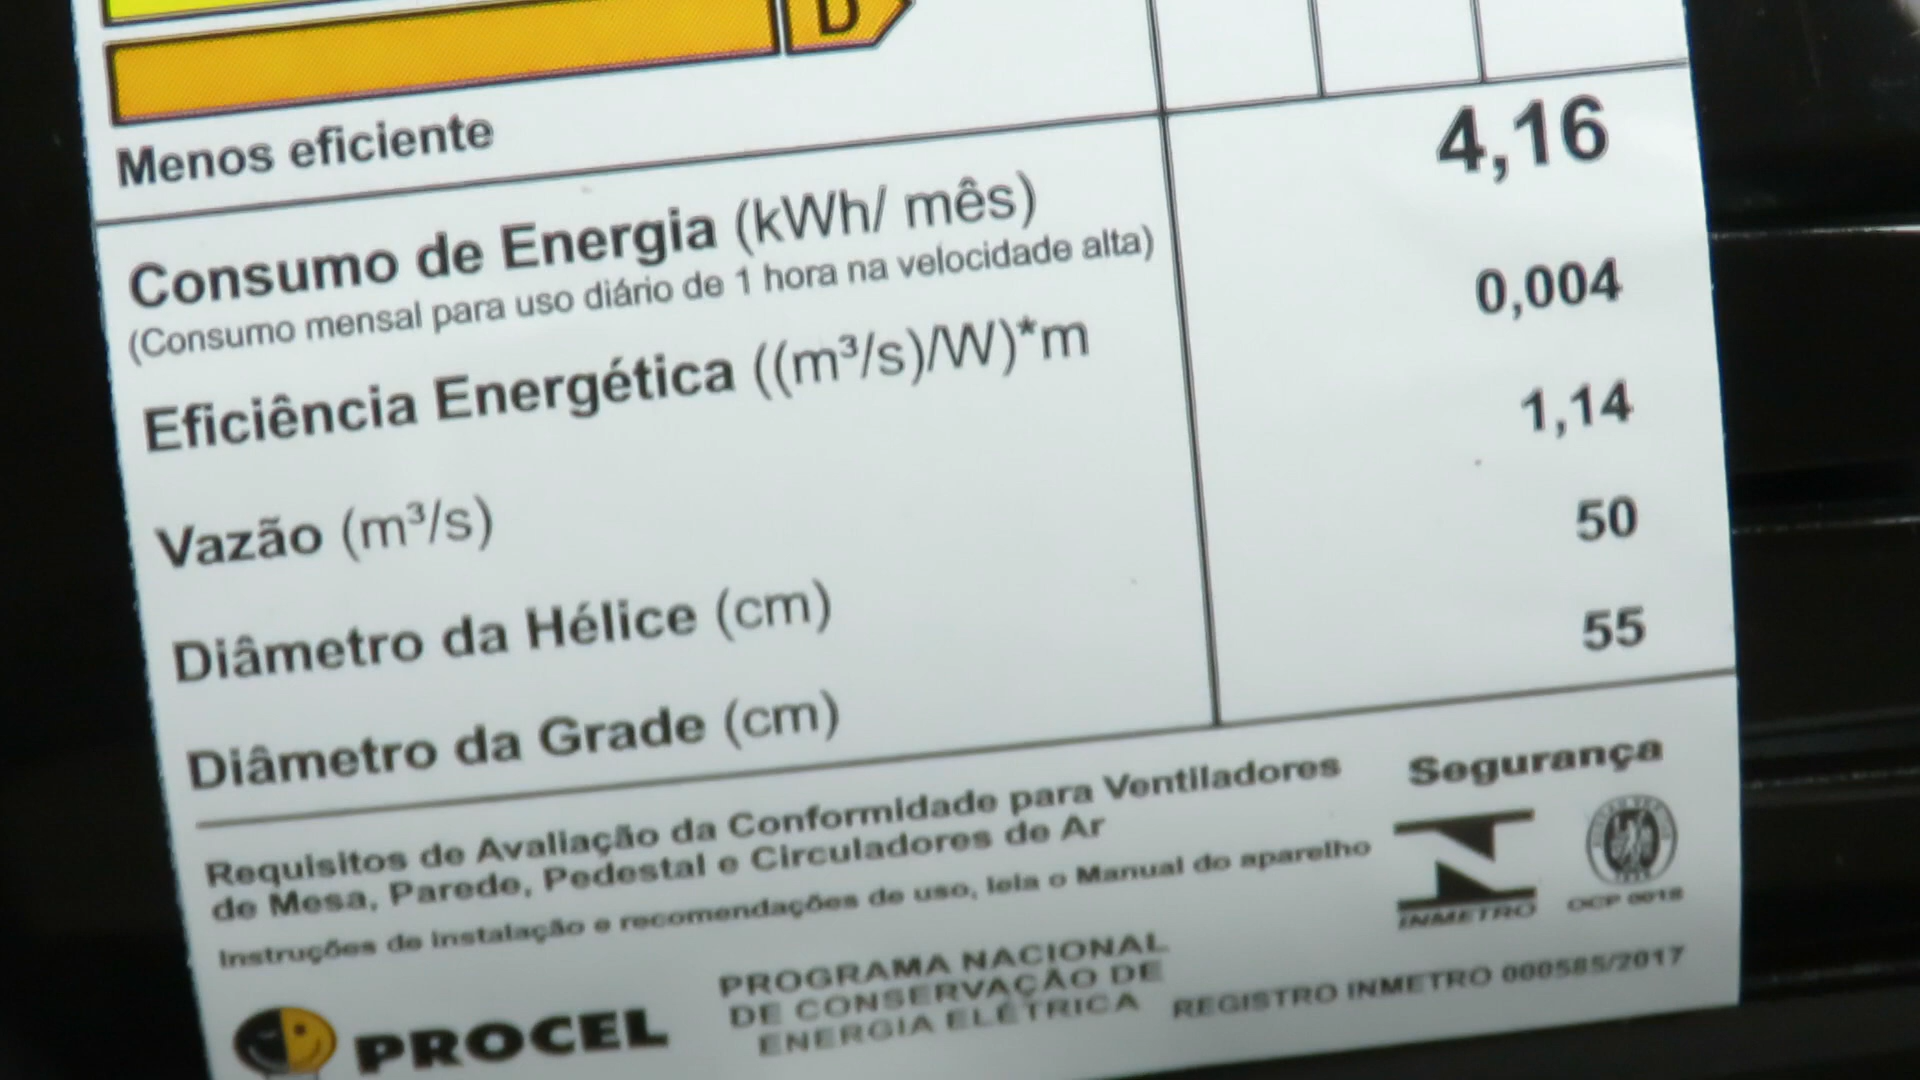 D
Menos eficiente
Consumo de Energia (kWh/ mês) 4,16
(Consumo mensal para uso diário de 1 hora na velocidade alta)
Eficiência Energética ((m³/s)/W)*m 0,004
Vazão (m³/s) 1,14
Diâmetro da Hélice (cm) 50
Diâmetro da Grade (cm) 55
Requisitos de Avaliação da Conformidade para Ventiladores
de Mesa, Parede, Pedestal e Circuladores de Ar
Instruções de instalação e recomendações de uso, leia o Manual do aparelho
Segurança
INMETRO
OCP 0018
PROCEL
PROGRAMA NACIONAL
DE CONSERVAÇÃO DE
ENERGIA ELÉTRICA
REGISTRO INMETRO 000585/2017